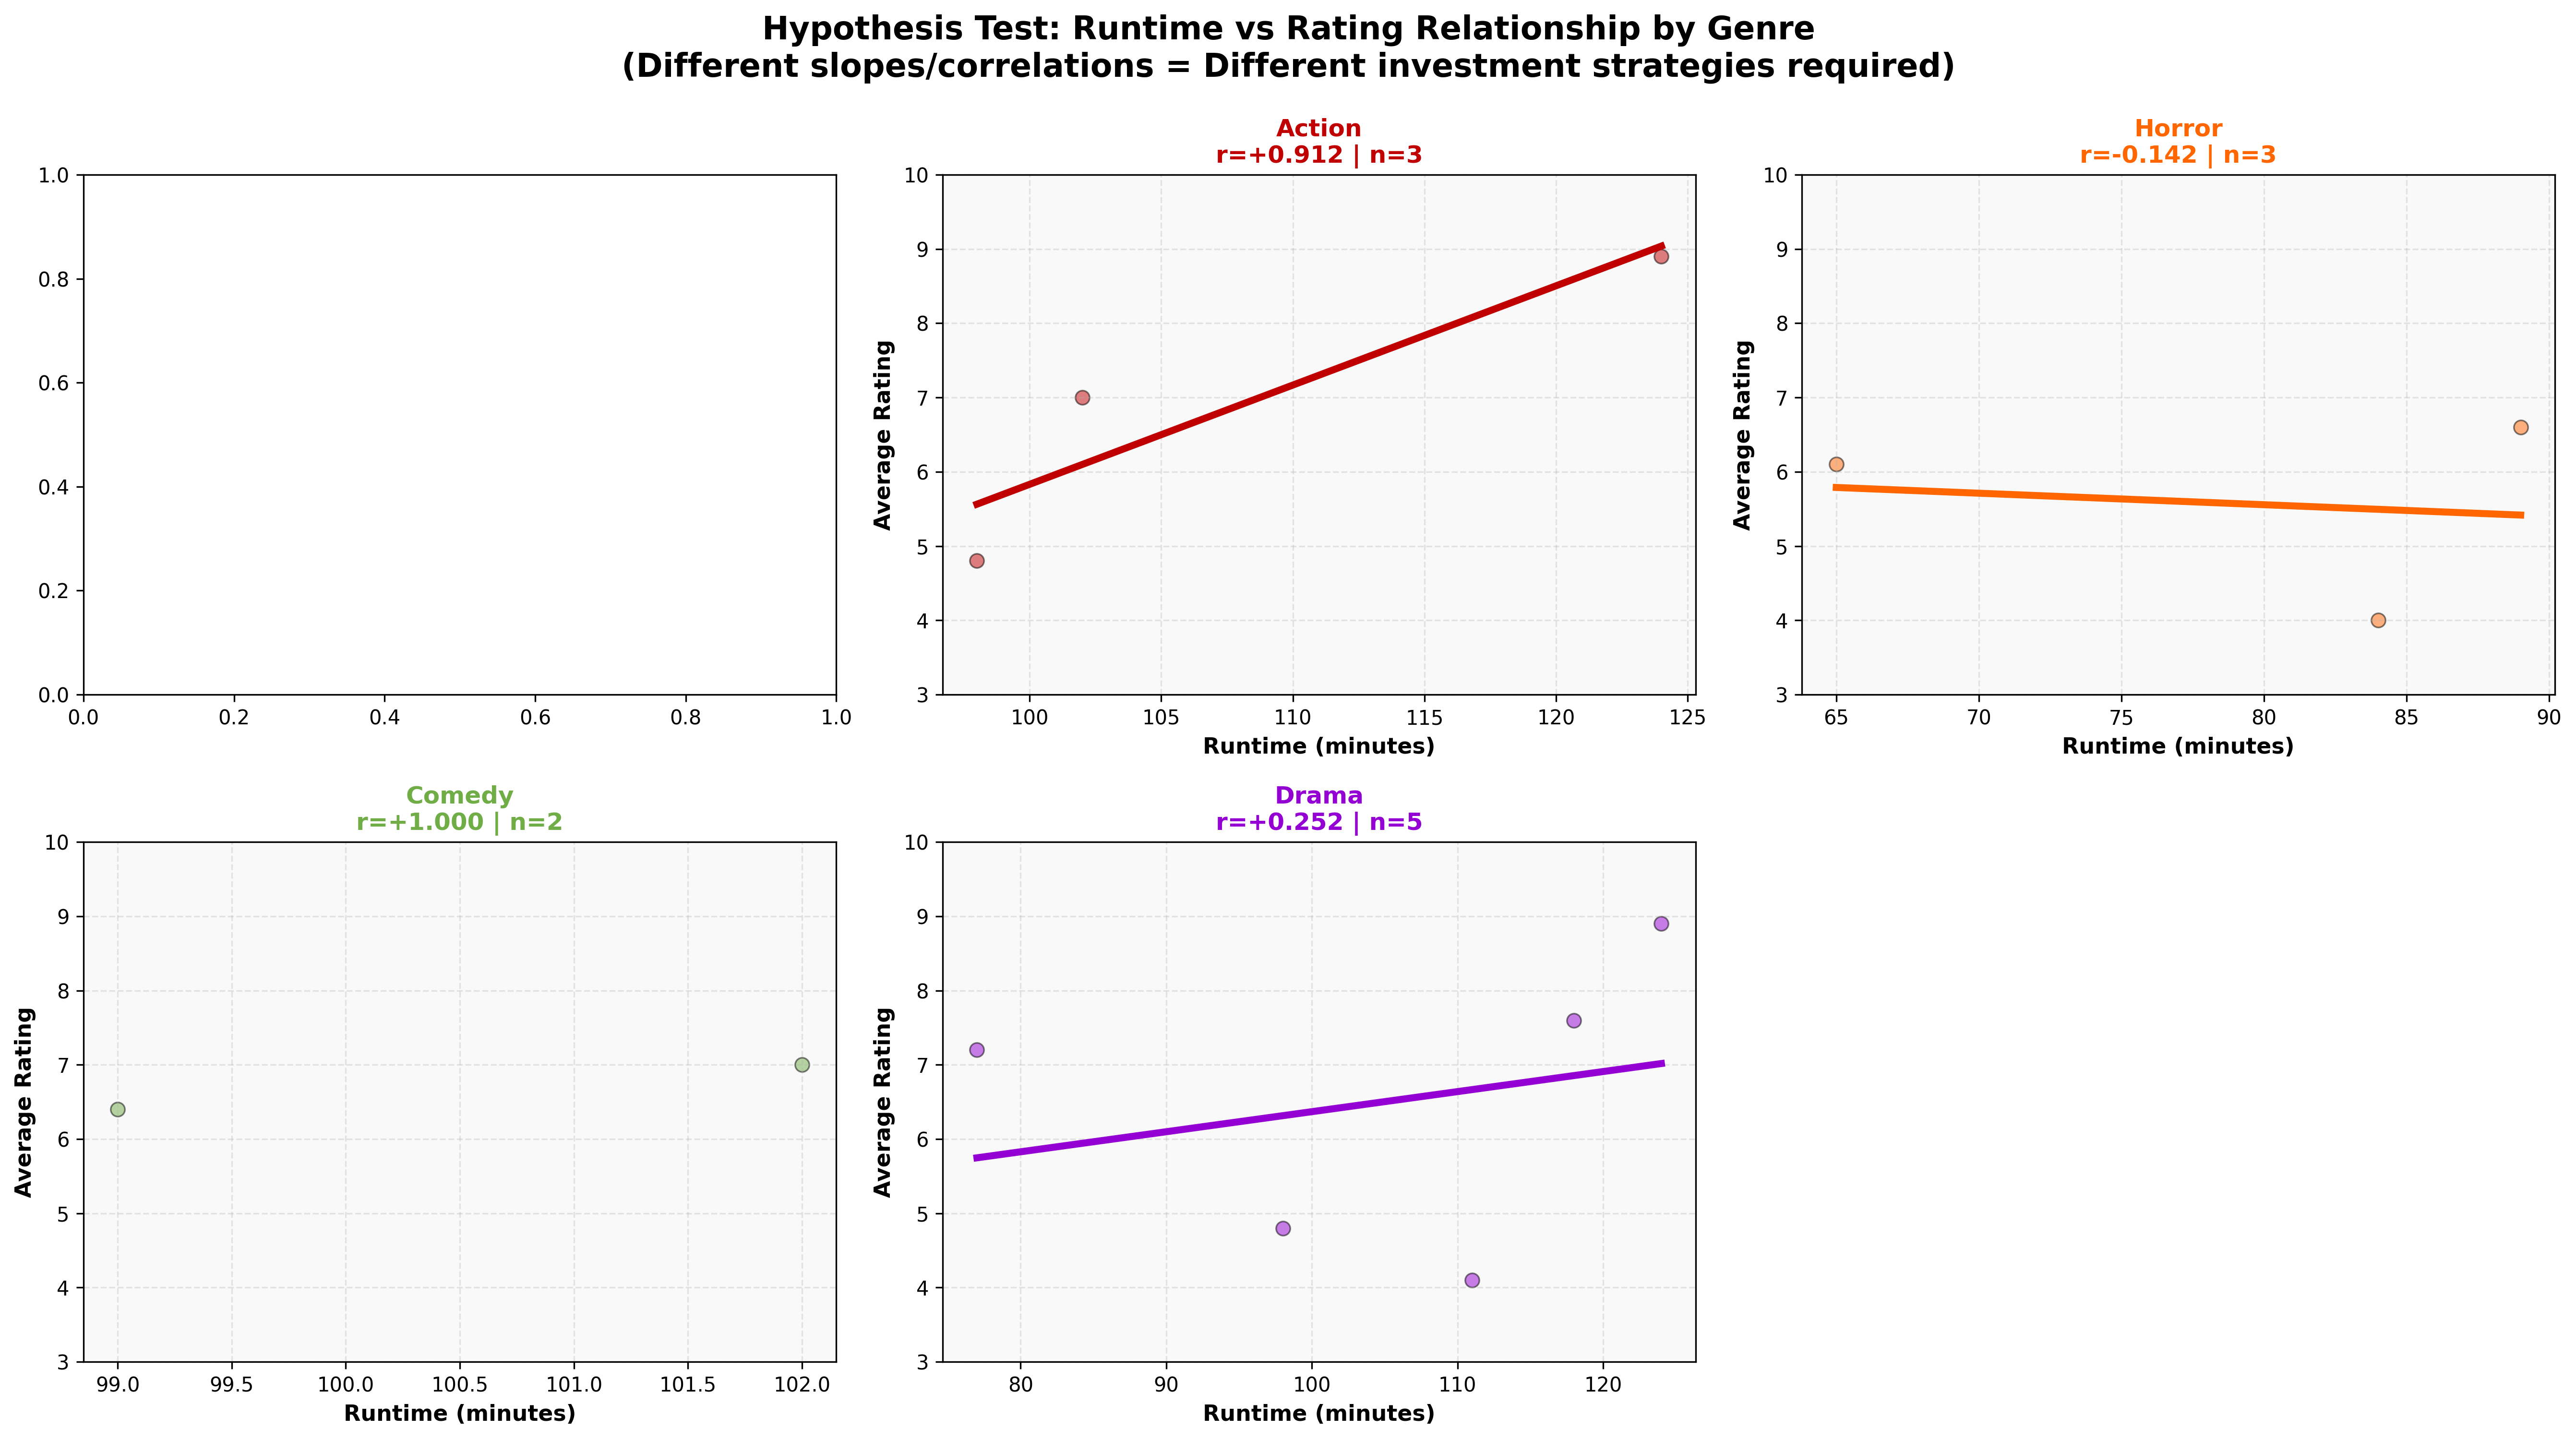 Hypothesis Test: Runtime vs Rating Relationship by Genre
(Different slopes/correlations = Different investment strategies required)
1.0
0.8
0.6
0.4
0.2
0.0
0.0 0.2 0.4 0.6 0.8 1.0
Action
r=+0.912 | n=3
10
9
8
7
6
5
4
3
Average Rating
100 105 110 115 120 125
Runtime (minutes)
Horror
r=-0.142 | n=3
10
9
8
7
6
5
4
3
Average Rating
65 70 75 80 85 90
Runtime (minutes)
Comedy
r=+1.000 | n=2
10
9
8
7
6
5
4
3
Average Rating
99.0 99.5 100.0 100.5 101.0 101.5 102.0
Runtime (minutes)
Drama
r=+0.252 | n=5
10
9
8
7
6
5
4
3
Average Rating
80 90 100 110 120
Runtime (minutes)